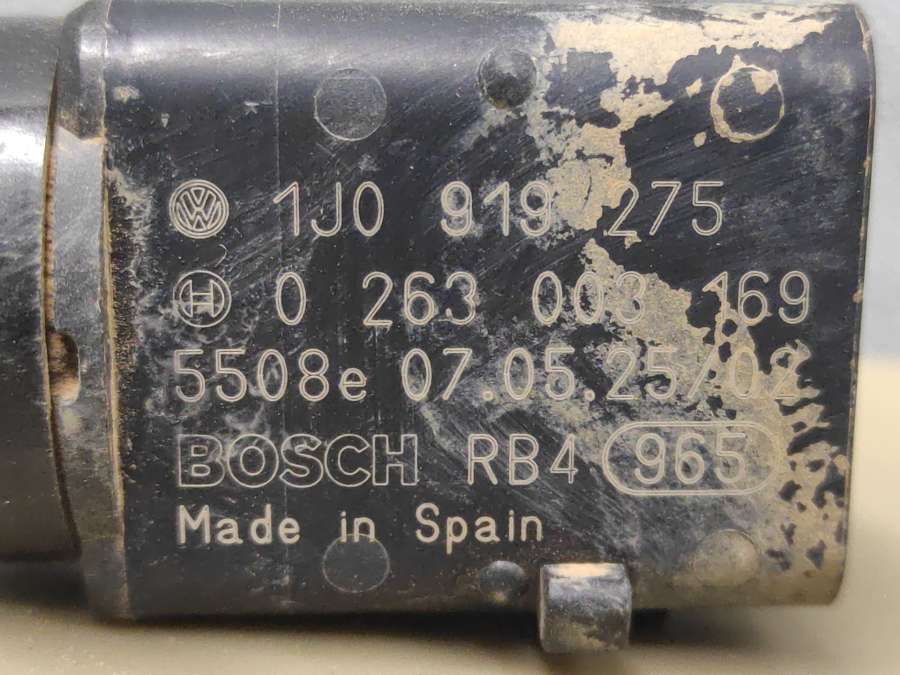 1J0 919 275
0 263 003 169
5508e 07.05.25/02
BOSCH RB4 965
Made in Spain